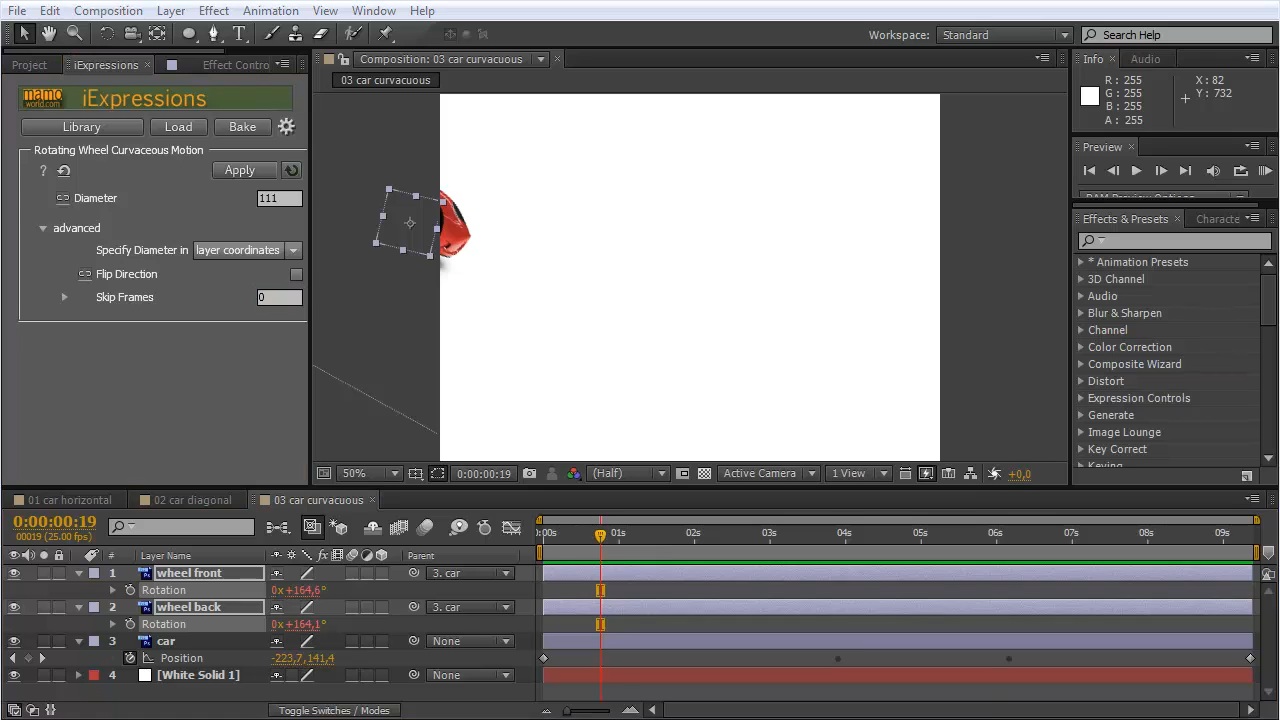 File Edit Composition Layer Effect Animation View Window Help
Workspace: Standard Search Help
Project iExpressions Effect Contro
Composition: 03 car curvacuous
Info Audio
03 car curvacuous
mamo world.com iExpressions
R: 255 X: 82
G: 255 Y: 732
B: 255
A: 255
Library Load Bake
Rotating Wheel Curvaceous Motion
Preview
? Apply
Diameter 111
advanced
Effects & Presets Characte
Specify Diameter in layer coordinates
Flip Direction
Skip Frames 0
* Animation Presets
3D Channel
Audio
Blur & Sharpen
Channel
Color Correction
Composite Wizard
Distort
Expression Controls
Generate
Image Lounge
Key Correct
Keying
50% 0:00:00:19 (Half) Active Camera 1 View +0,0
01 car horizontal 02 car diagonal 03 car curvacuous
0:00:00:19
00019 (25.00 fps)
:00s 01s 02s 03s 04s 05s 06s 07s 08s 09s
# Layer Name fx Parent
1 wheel front 3. car
Rotation 0x +164,6°
2 wheel back 3. car
Rotation 0x +164,1°
3 car None
Position -223,7,141,4
4 [White Solid 1] None
Toggle Switches / Modes